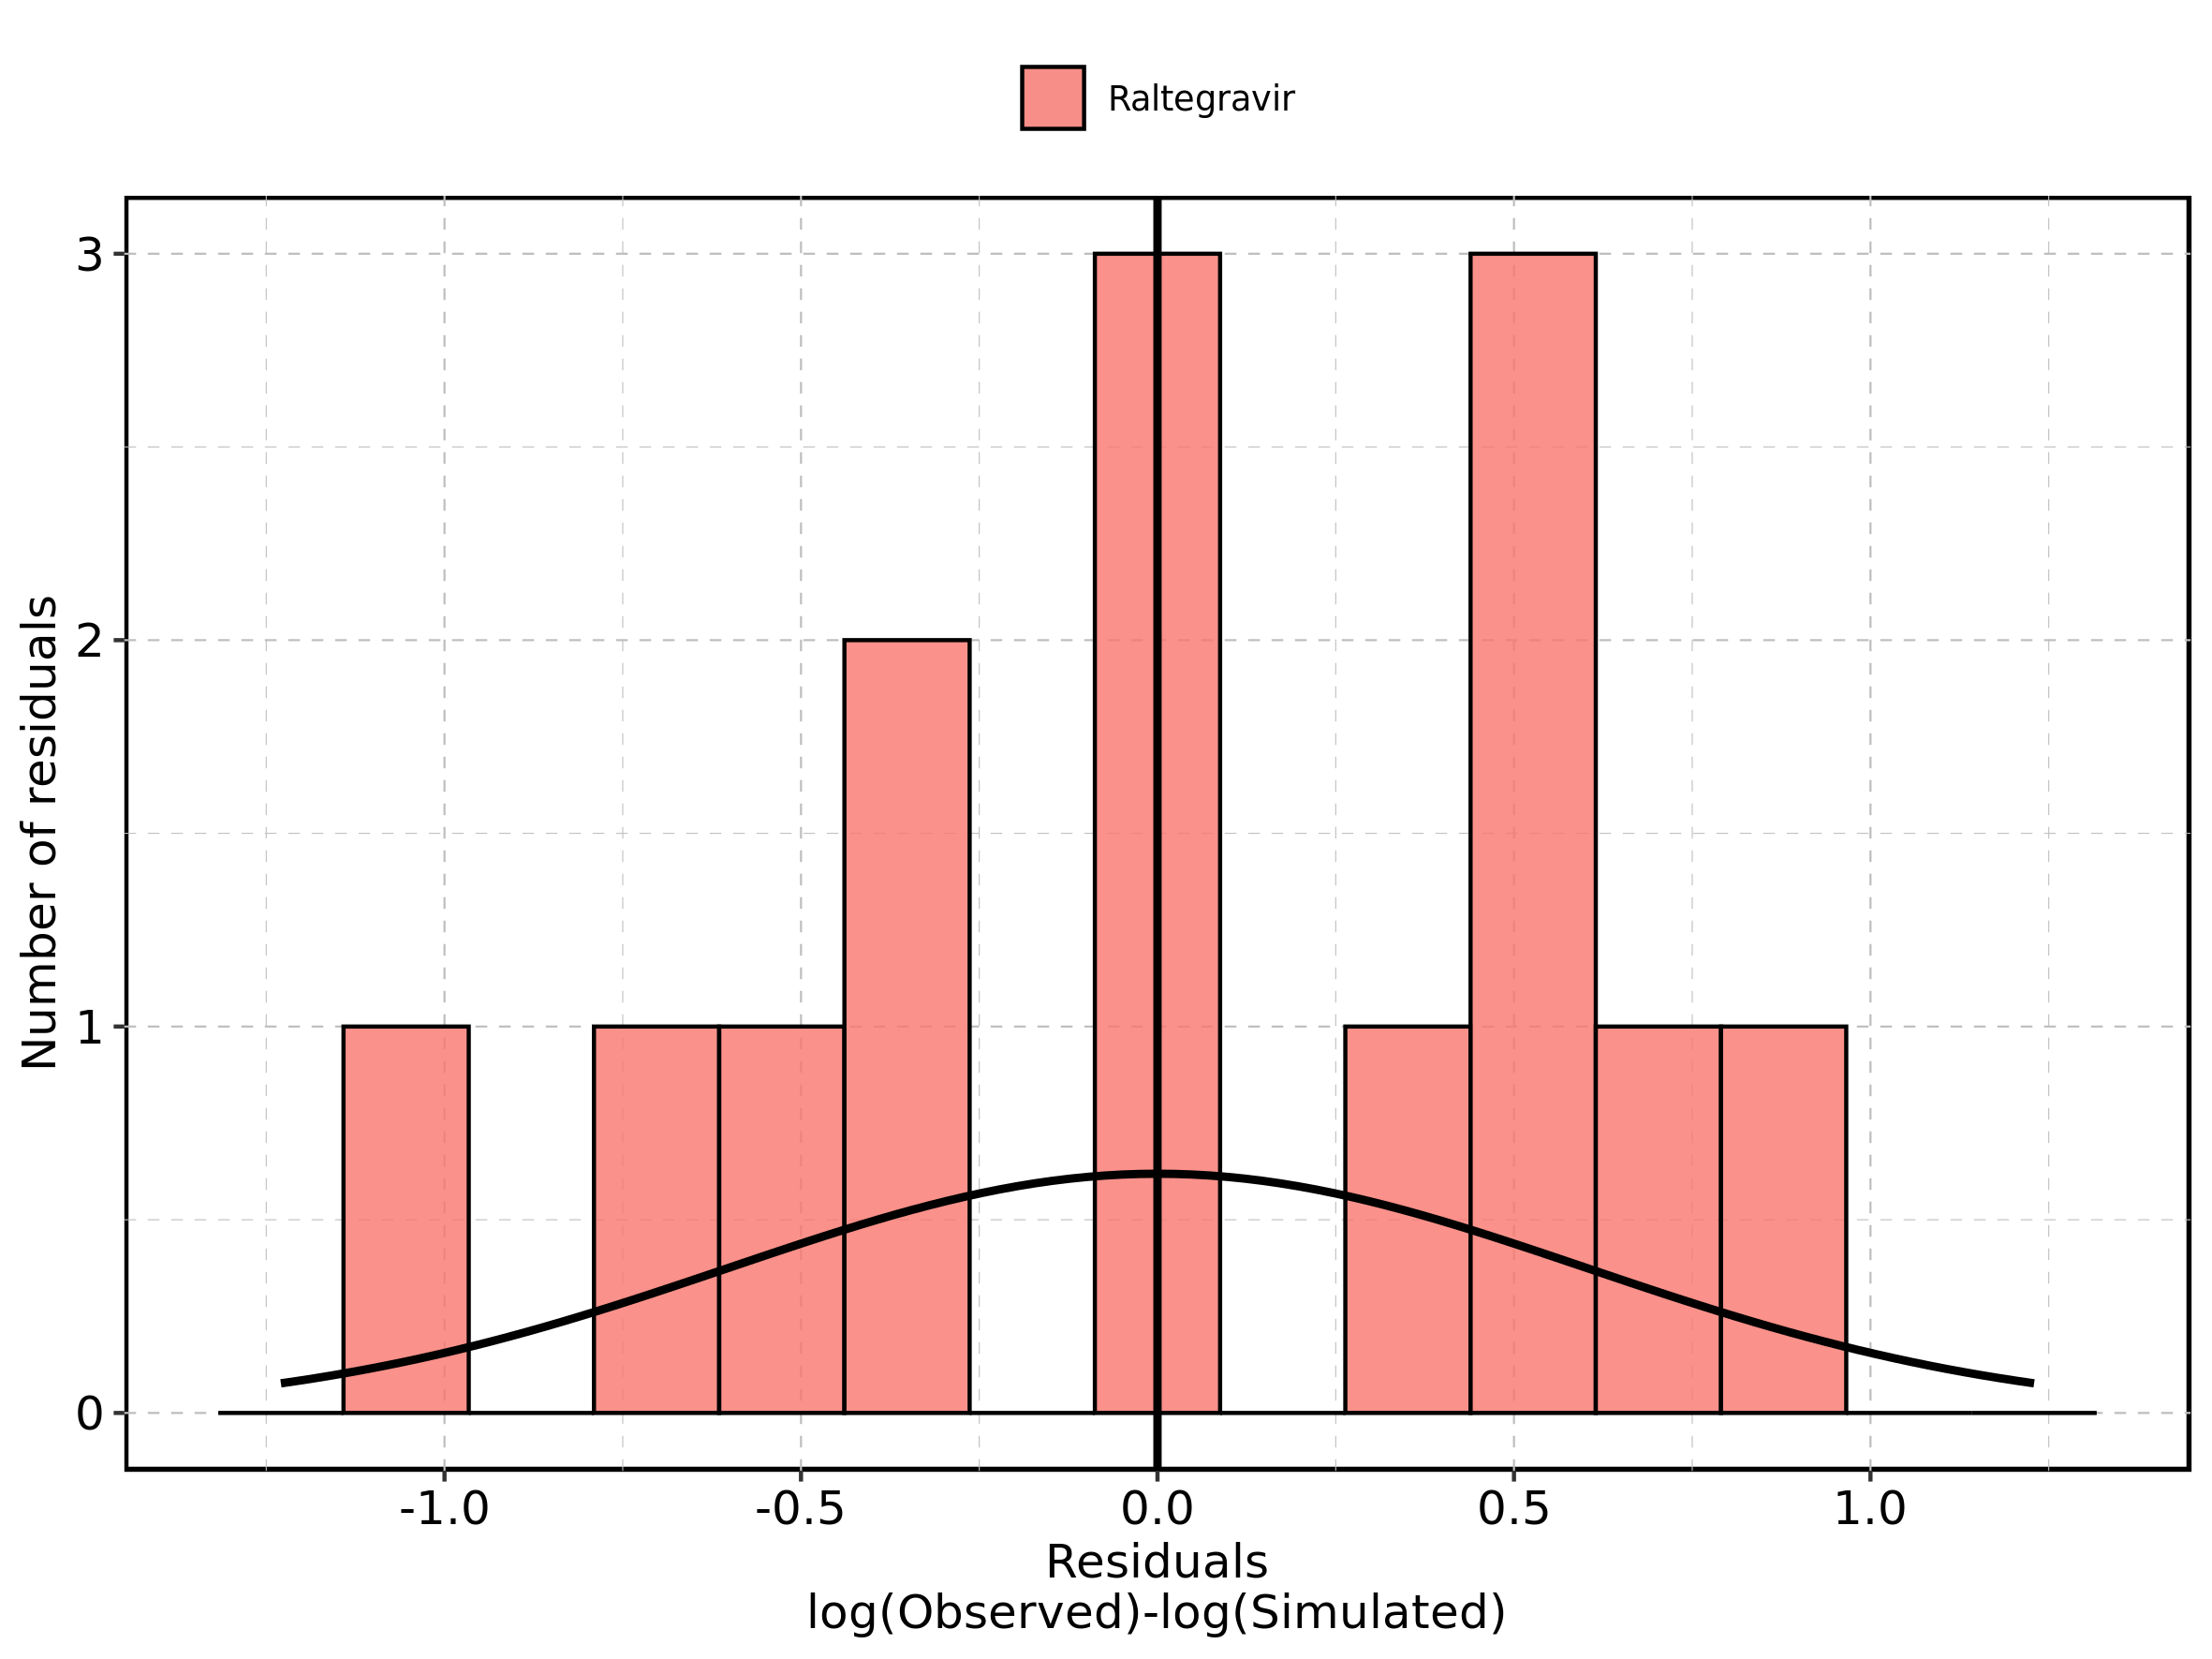 Raltegravir
3
2
1
0
Number of residuals
-1.0 -0.5 0.0 0.5 1.0
Residuals
log(Observed)-log(Simulated)